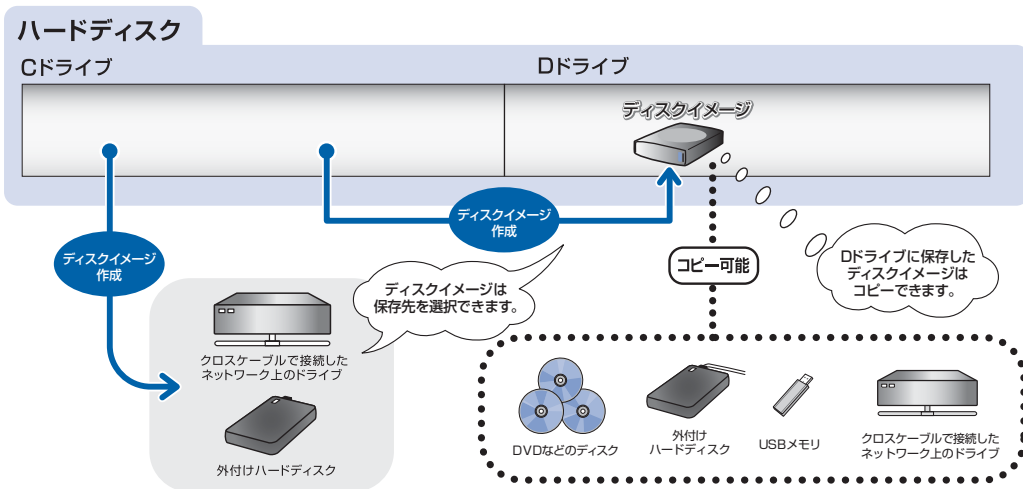 ハードディスク
Cドライブ
Dドライブ
ディスクイメージ
ディスクイメージ
作成
ディスクイメージ
作成
コピー可能
Dドライブに保存した
ディスクイメージは
コピーできます。
ディスクイメージは
保存先を選択できます。
クロスケーブルで接続した
ネットワーク上のドライブ
外付けハードディスク
DVDなどのディスク
外付け
ハードディスク
USBメモリ
クロスケーブルで接続した
ネットワーク上のドライブ